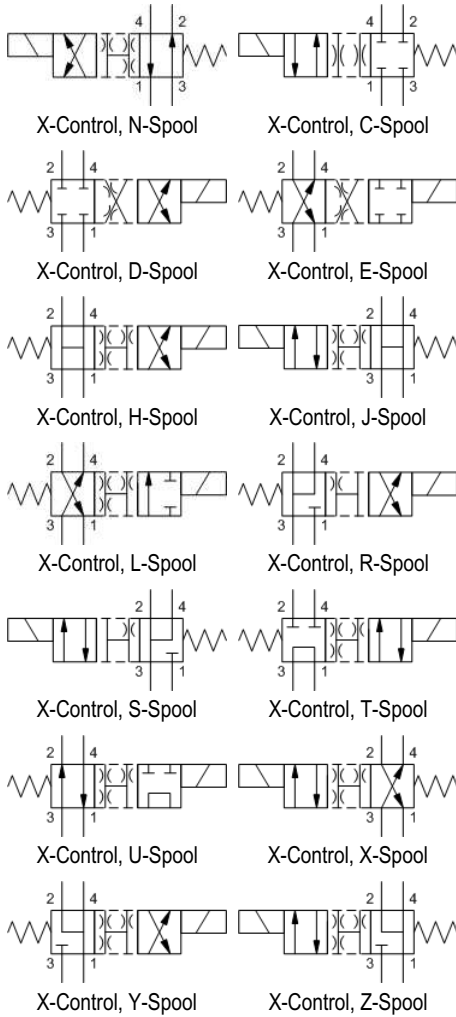 4 2
1 3
X-Control, N-Spool
2 4
1 3
X-Control, C-Spool
2 4
3 1
X-Control, D-Spool
2 4
3 1
X-Control, E-Spool
2 4
3 1
X-Control, H-Spool
2 4
3 1
X-Control, J-Spool
2 4
3 1
X-Control, L-Spool
2 4
3 1
X-Control, R-Spool
2 4
3 1
X-Control, S-Spool
2 4
3 1
X-Control, T-Spool
2 4
3 1
X-Control, U-Spool
2 4
3 1
X-Control, X-Spool
2 4
3 1
X-Control, Y-Spool
2 4
3 1
X-Control, Z-Spool